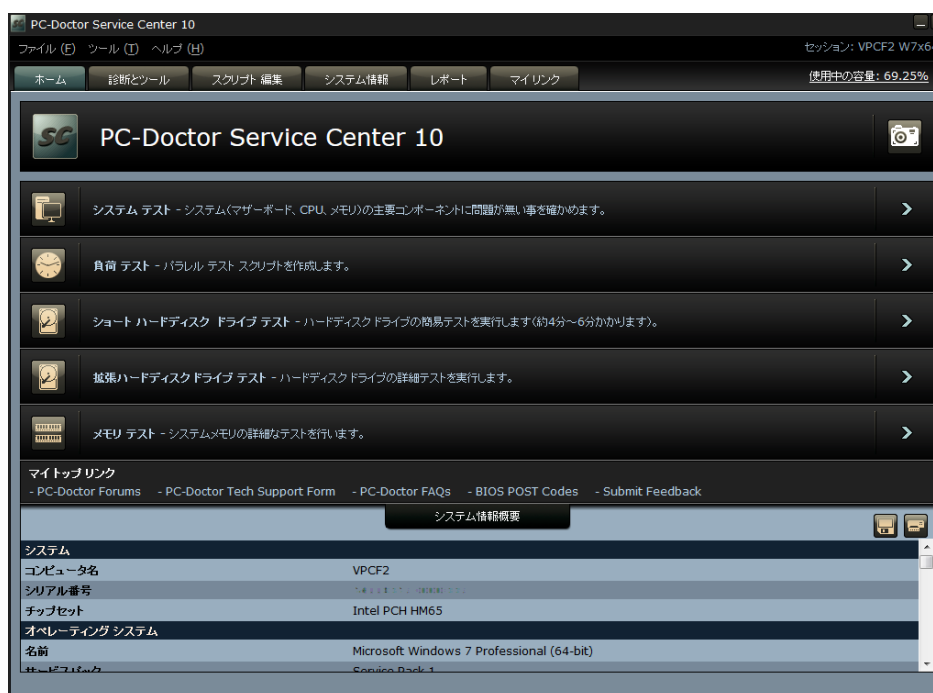 PC-Doctor Service Center 10
ファイル (F) ツール (T) ヘルプ (H)
セッション: VPCF2 W7x6
ホーム 診断とツール スクリプト 編集 システム情報 レポート マイ リンク
使用中の容量: 69.25%
SC PC-Doctor Service Center 10
システム テスト - システム(マザーボード、CPU、メモリ)の主要コンポーネントに問題が無い事を確かめます。
負荷 テスト - パラレル テスト スクリプトを作成します。
ショート ハードディスク ドライブ テスト - ハードディスク ドライブの簡易テストを実行します(約4分~6分かかります)。
拡張ハードディスク ドライブ テスト - ハードディスク ドライブの詳細テストを実行します。
メモリ テスト - システムメモリの詳細なテストを行います。
マイ トップ リンク
- PC-Doctor Forums - PC-Doctor Tech Support Form - PC-Doctor FAQs - BIOS POST Codes - Submit Feedback
システム情報概要
システム
コンピュータ名 VPCF2
シリアル番号
チップセット Intel PCH HM65
オペレーティング システム
名前 Microsoft Windows 7 Professional (64-bit)
サービスパック Service Pack 1